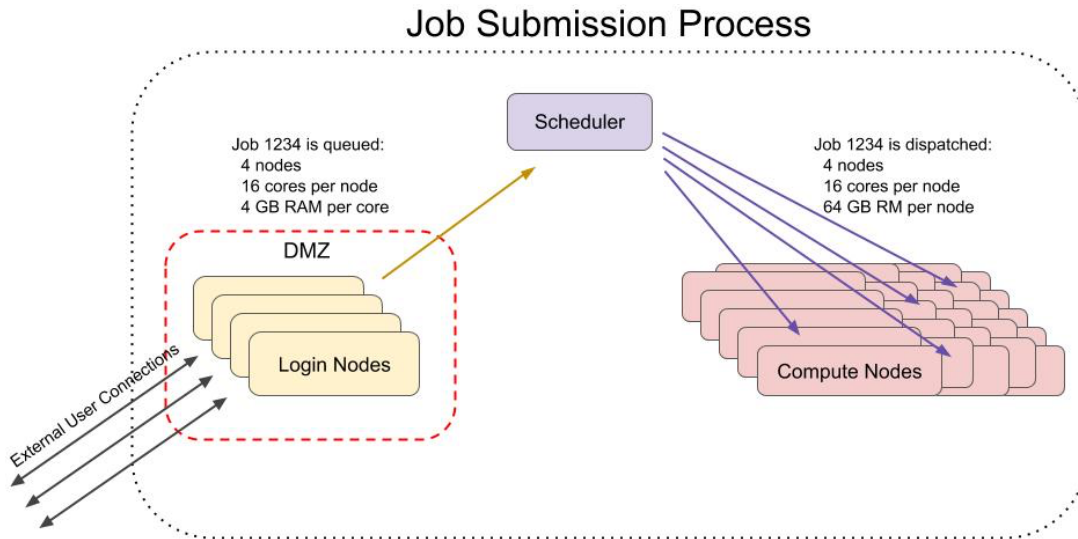 Job Submission Process
Scheduler
Job 1234 is queued:
4 nodes
16 cores per node
4 GB RAM per core
Job 1234 is dispatched:
4 nodes
16 cores per node
64 GB RM per node
DMZ
Login Nodes
External User Connections
Compute Nodes